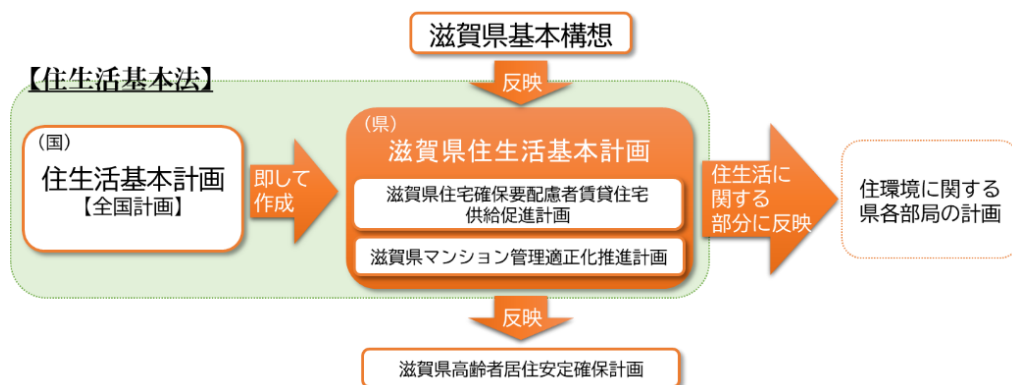 滋賀県基本構想
反映
【住生活基本法】
(国)
住生活基本計画
【全国計画】
即して
作成
(県)
滋賀県住生活基本計画
滋賀県住宅確保要配慮者賃貸住宅
供給促進計画
滋賀県マンション管理適正化推進計画
住生活に
関する
部分に反映
住環境に関する
県各部局の計画
反映
滋賀県高齢者居住安定確保計画